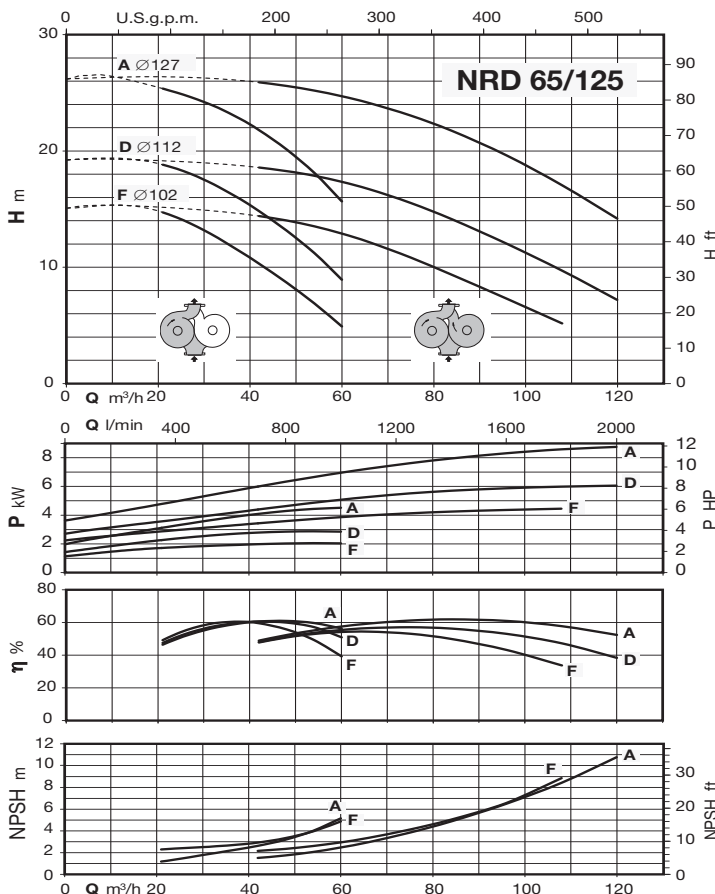 0 U.S.g.p.m. 200 300 400 500
30 20 10 0
H m
A Ø127
D Ø112
F Ø102
NRD 65/125
90 80 70 60 50 40 30 20 10 0
H ft
0 Q m³/h 20 40 60 80 100 120
0 Q l/min 400 800 1200 1600 2000
8 6 4 2 0
P kW
A D F
A D F
12 10 8 6 4 2 0
P HP
80 60 40 20 0
η %
A D F
A D F
12 10 8 6 4 2 0
NPSH m
A F
F A
30 20 10 0
NPSH ft
0 Q m³/h 20 40 60 80 100 120